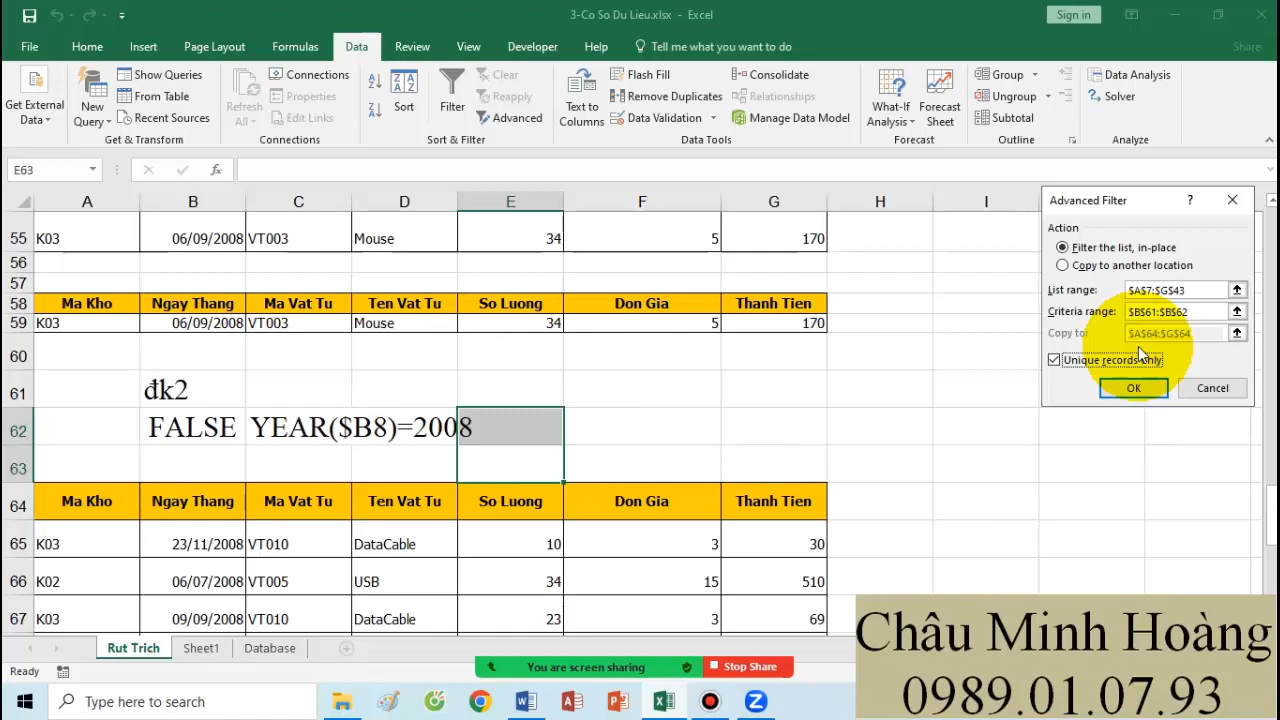 3-Co So Du Lieu.xlsx - Excel
Sign in
File Home Insert Page Layout Formulas Data Review View Developer Help Tell me what you want to do Share
Get External Data
New Query
Show Queries
From Table
Recent Sources
Get & Transform
Refresh All
Connections
Properties
Edit Links
Connections
Sort
Filter
Clear
Reapply
Advanced
Sort & Filter
Text to Columns
Flash Fill
Remove Duplicates
Data Validation
Consolidate
Relationships
Manage Data Model
Data Tools
What-If Analysis
Forecast Sheet
Forecast
Group
Ungroup
Subtotal
Outline
Data Analysis
Solver
Analyze
E63 fx
A B C D E F G H I
55 K03 06/09/2008 VT003 Mouse 34 5 170
56
57
58 Ma Kho Ngay Thang Ma Vat Tu Ten Vat Tu So Luong Don Gia Thanh Tien
59 K03 06/09/2008 VT003 Mouse 34 5 170
60
61 đk2
62 FALSE YEAR($B8)=2008
63
64 Ma Kho Ngay Thang Ma Vat Tu Ten Vat Tu So Luong Don Gia Thanh Tien
65 K03 23/11/2008 VT010 DataCable 10 3 30
66 K02 06/07/2008 VT005 USB 34 15 510
67 K03 09/09/2008 VT010 DataCable 23 3 69
Advanced Filter ?
Action
Filter the list, in-place
Copy to another location
List range: $A$7:$G$43
Criteria range: $B$61:$B$62
Copy to: $A$64:$G$64
Unique records only
OK Cancel
Châu Minh Hoàng
0989.01.07.93
Rut Trich Sheet1 Database
Ready
You are screen sharing Stop Share
Type here to search